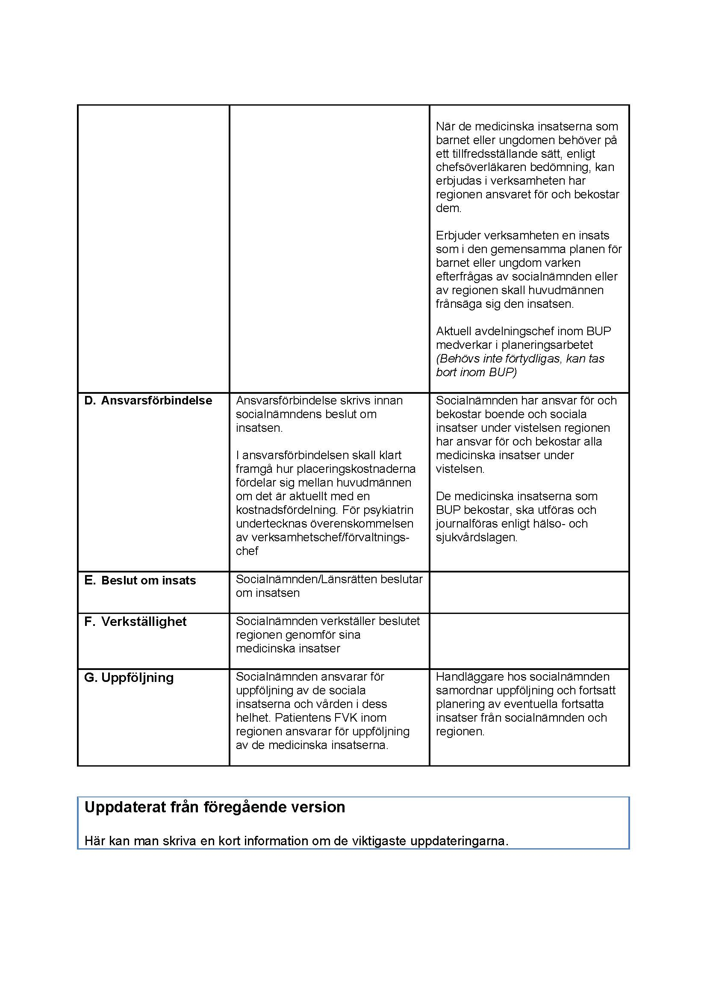 När de medicinska insatserna som
barnet eller ungdomen behöver på
ett tillfredsställande sätt, enligt
chefsöverläkaren bedömning, kan
erbjudas i verksamheten har
regionen ansvaret för och bekostar
dem.
Erbjuder verksamheten en insats
som i den gemensamma planen för
barnet eller ungdom varken
efterfrågas av socialnämnden eller
av regionen skall huvudmännen
frånsäga sig den insatsen.
Aktuell avdelningschef inom BUP
medverkar i planeringsarbetet
(Behövs inte förtydligas, kan tas
bort inom BUP)
D. Ansvarsförbindelse
Ansvarsförbindelse skrivs innan
socialnämndens beslut om
insatsen.
I ansvarsförbindelsen skall klart
framgå hur placeringskostnaderna
fördelar sig mellan huvudmännen
om det är aktuellt med en
kostnadsfördelning. För psykiatrin
undertecknas överenskommelsen
av verksamhetschef/förvaltnings-
chef
Socialnämnden har ansvar för och
bekostar boende och sociala
insatser under vistelsen regionen
har ansvar för och bekostar alla
medicinska insatser under
vistelsen.
De medicinska insatserna som
BUP bekostar, ska utföras och
journalföras enligt hälso- och
sjukvårdslagen.
E. Beslut om insats
Socialnämnden/Länsrätten beslutar
om insatsen
F. Verkställighet
Socialnämnden verkställer beslutet
regionen genomför sina
medicinska insatser
G. Uppföljning
Socialnämnden ansvarar för
uppföljning av de sociala
insatserna och vården i dess
helhet. Patientens FVK inom
regionen ansvarar för uppföljning
av de medicinska insatserna.
Handläggare hos socialnämnden
samordnar uppföljning och fortsatt
planering av eventuella fortsatta
insatser från socialnämnden och
regionen.
Uppdaterat från föregående version
Här kan man skriva en kort information om de viktigaste uppdateringarna.